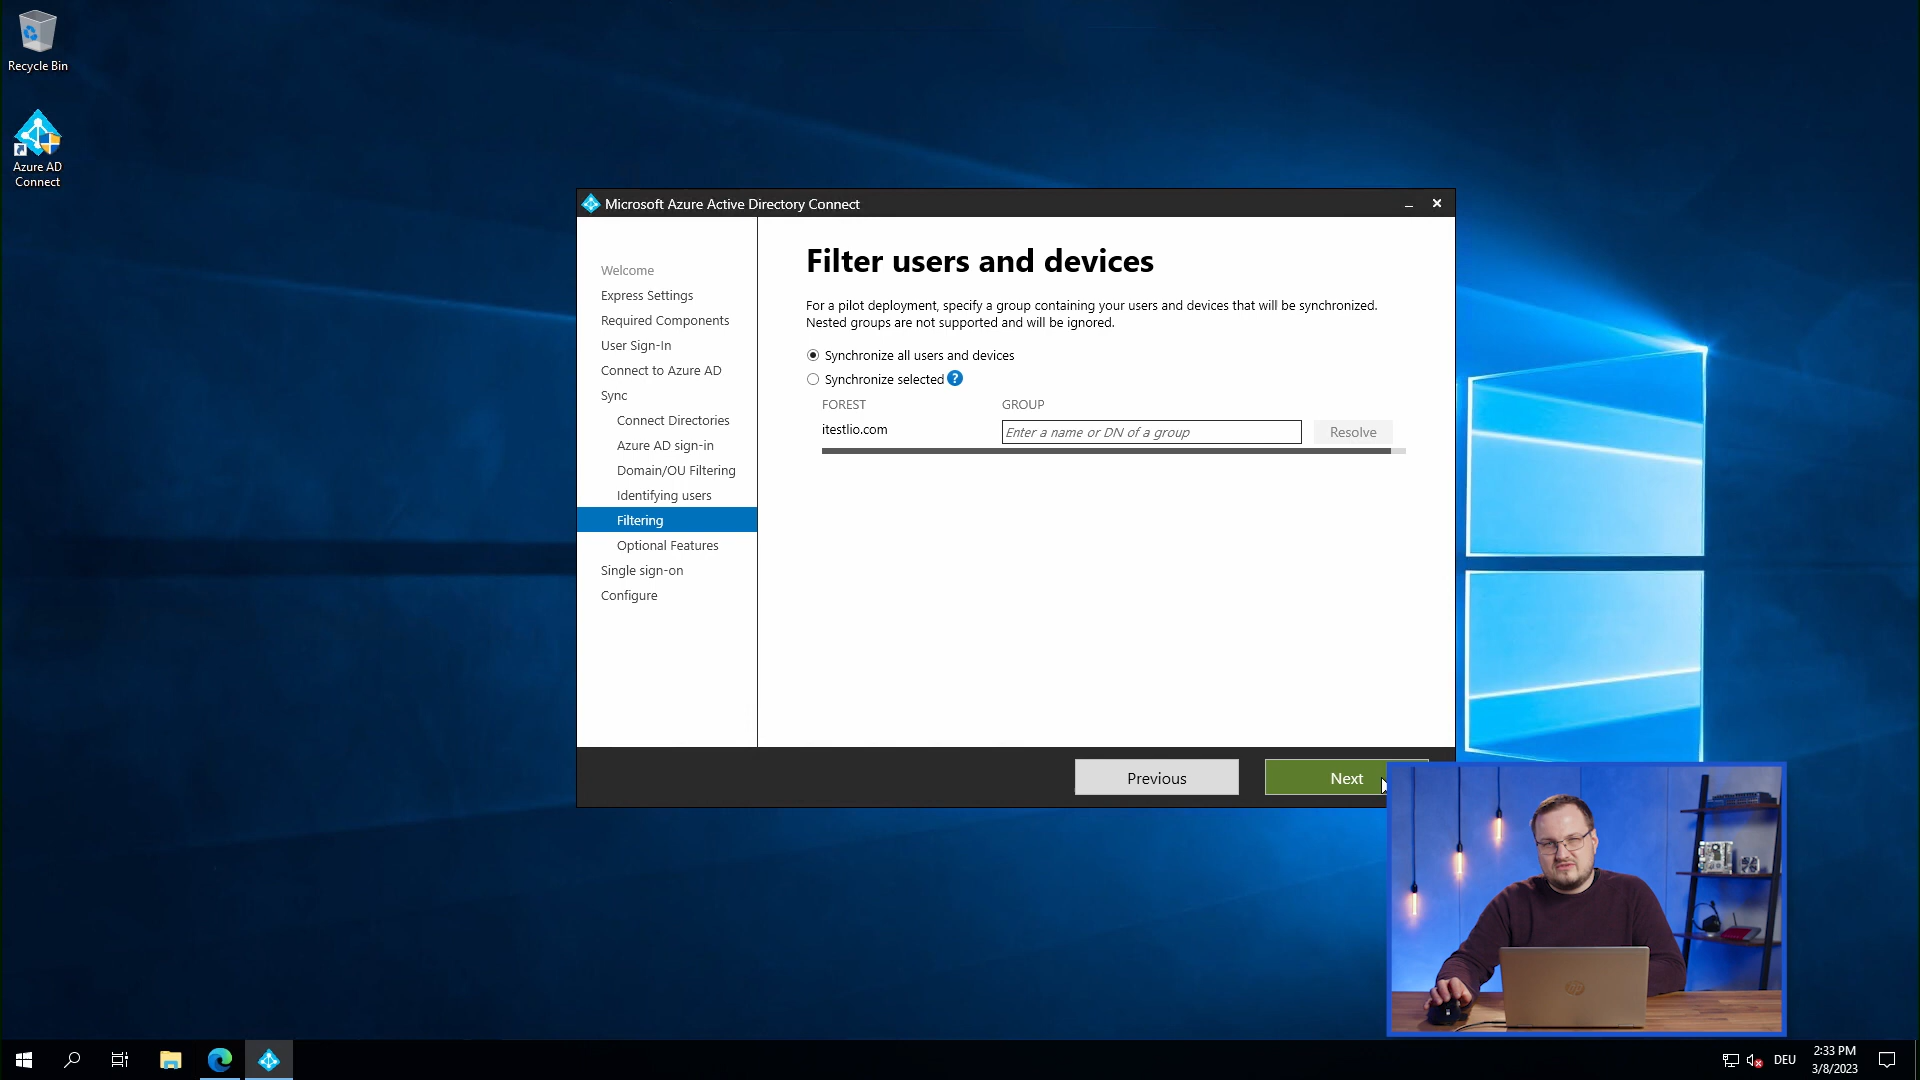 Recycle Bin
Azure AD
Connect
Microsoft Azure Active Directory Connect
Welcome
Express Settings
Required Components
User Sign-In
Connect to Azure AD
Sync
Connect Directories
Azure AD sign-in
Domain/OU Filtering
Identifying users
Filtering
Optional Features
Single sign-on
Configure
Filter users and devices
For a pilot deployment, specify a group containing your users and devices that will be synchronized.
Nested groups are not supported and will be ignored.
Synchronize all users and devices
Synchronize selected ?
FOREST GROUP
itestlio.com Enter a name or DN of a group Resolve
Previous Next
hp
DEU
2:33 PM
3/8/2023